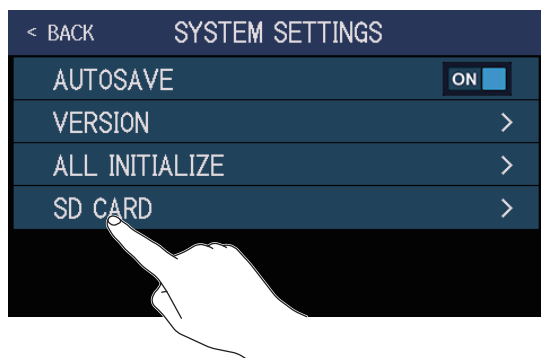 < BACK SYSTEM SETTINGS
AUTOSAVE ON
VERSION >
ALL INITIALIZE >
SD CARD >